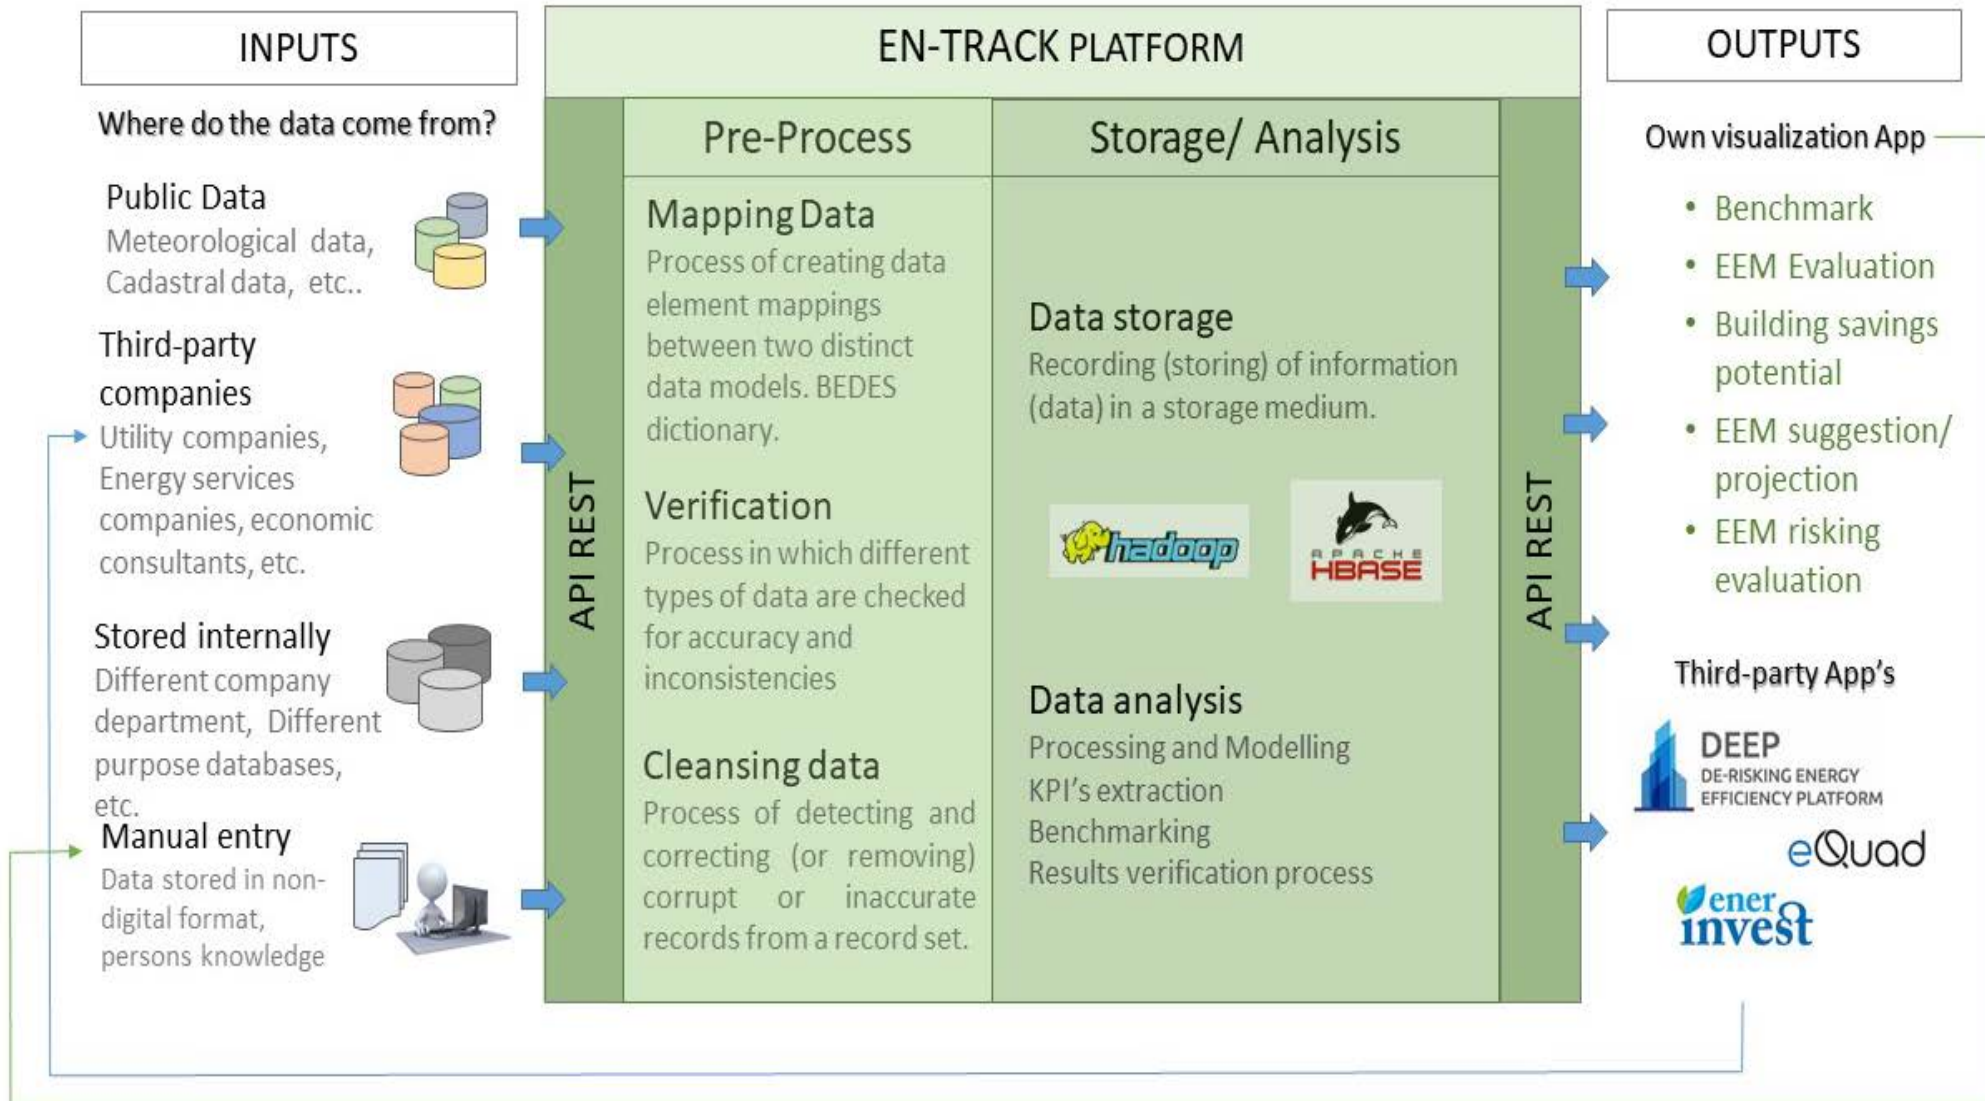 INPUTS
Where do the data come from?
Public Data
Meteorological data,
Cadastral data, etc..
Third-party
companies
Utility companies,
Energy services
companies, economic
consultants, etc.
Stored internally
Different company
department, Different
purpose databases,
etc.
Manual entry
Data stored in non-
digital format,
persons knowledge
EN-TRACK PLATFORM
API REST
Pre-Process
Mapping Data
Process of creating data
element mappings
between two distinct
data models. BEDES
dictionary.
Verification
Process in which different
types of data are checked
for accuracy and
inconsistencies
Cleansing data
Process of detecting and
correcting (or removing)
corrupt or inaccurate
records from a record set.
Storage/ Analysis
Data storage
Recording (storing) of information
(data) in a storage medium.
hadoop
APACHE
HBASE
Data analysis
Processing and Modelling
KPI's extraction
Benchmarking
Results verification process
API REST
OUTPUTS
Own visualization App
• Benchmark
• EEM Evaluation
• Building savings
potential
• EEM suggestion/
projection
• EEM risking
evaluation
Third-party App's
DEEP
DE-RISKING ENERGY
EFFICIENCY PLATFORM
eQuad
ener
invest